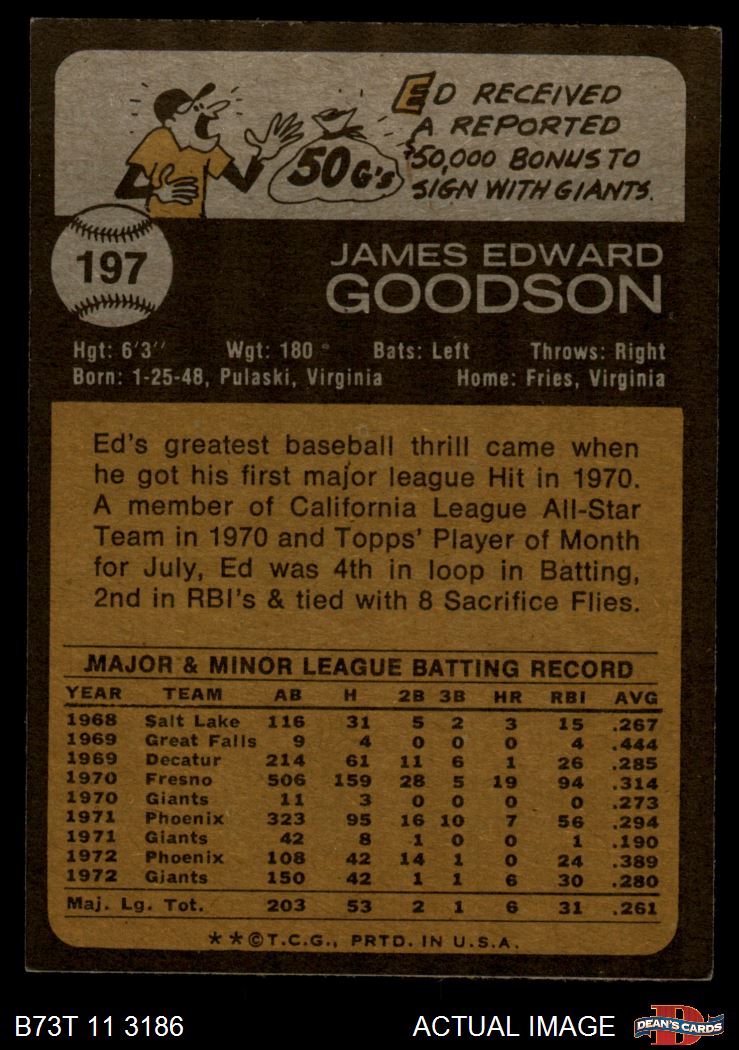 ED RECEIVED
A REPORTED
$50,000 BONUS TO
SIGN WITH GIANTS.
50 G's
197
JAMES EDWARD
GOODSON
Hgt: 6'3" Wgt: 180 Bats: Left Throws: Right
Born: 1-25-48, Pulaski, Virginia Home: Fries, Virginia
Ed's greatest baseball thrill came when
he got his first major league Hit in 1970.
A member of California League All-Star
Team in 1970 and Topps' Player of Month
for July, Ed was 4th in loop in Batting,
2nd in RBI's & tied with 8 Sacrifice Flies.
MAJOR & MINOR LEAGUE BATTING RECORD
YEAR TEAM AB H 2B 3B HR RBI AVG
1968 Salt Lake 116 31 5 2 3 15 .267
1969 Great Falls 9 4 0 0 0 4 .444
1969 Decatur 214 61 11 6 1 26 .285
1970 Fresno 506 159 28 5 19 94 .314
1970 Giants 11 3 0 0 0 0 .273
1971 Phoenix 323 95 16 10 7 56 .294
1971 Giants 42 8 1 0 0 1 .190
1972 Phoenix 108 42 14 1 0 24 .389
1972 Giants 150 42 1 1 6 30 .280
Maj. Lg. Tot. 203 53 2 1 6 31 .261
**©T.C.G., PRTD. IN U.S.A.
B73T 11 3186 ACTUAL IMAGE D DEAN'S CARDS